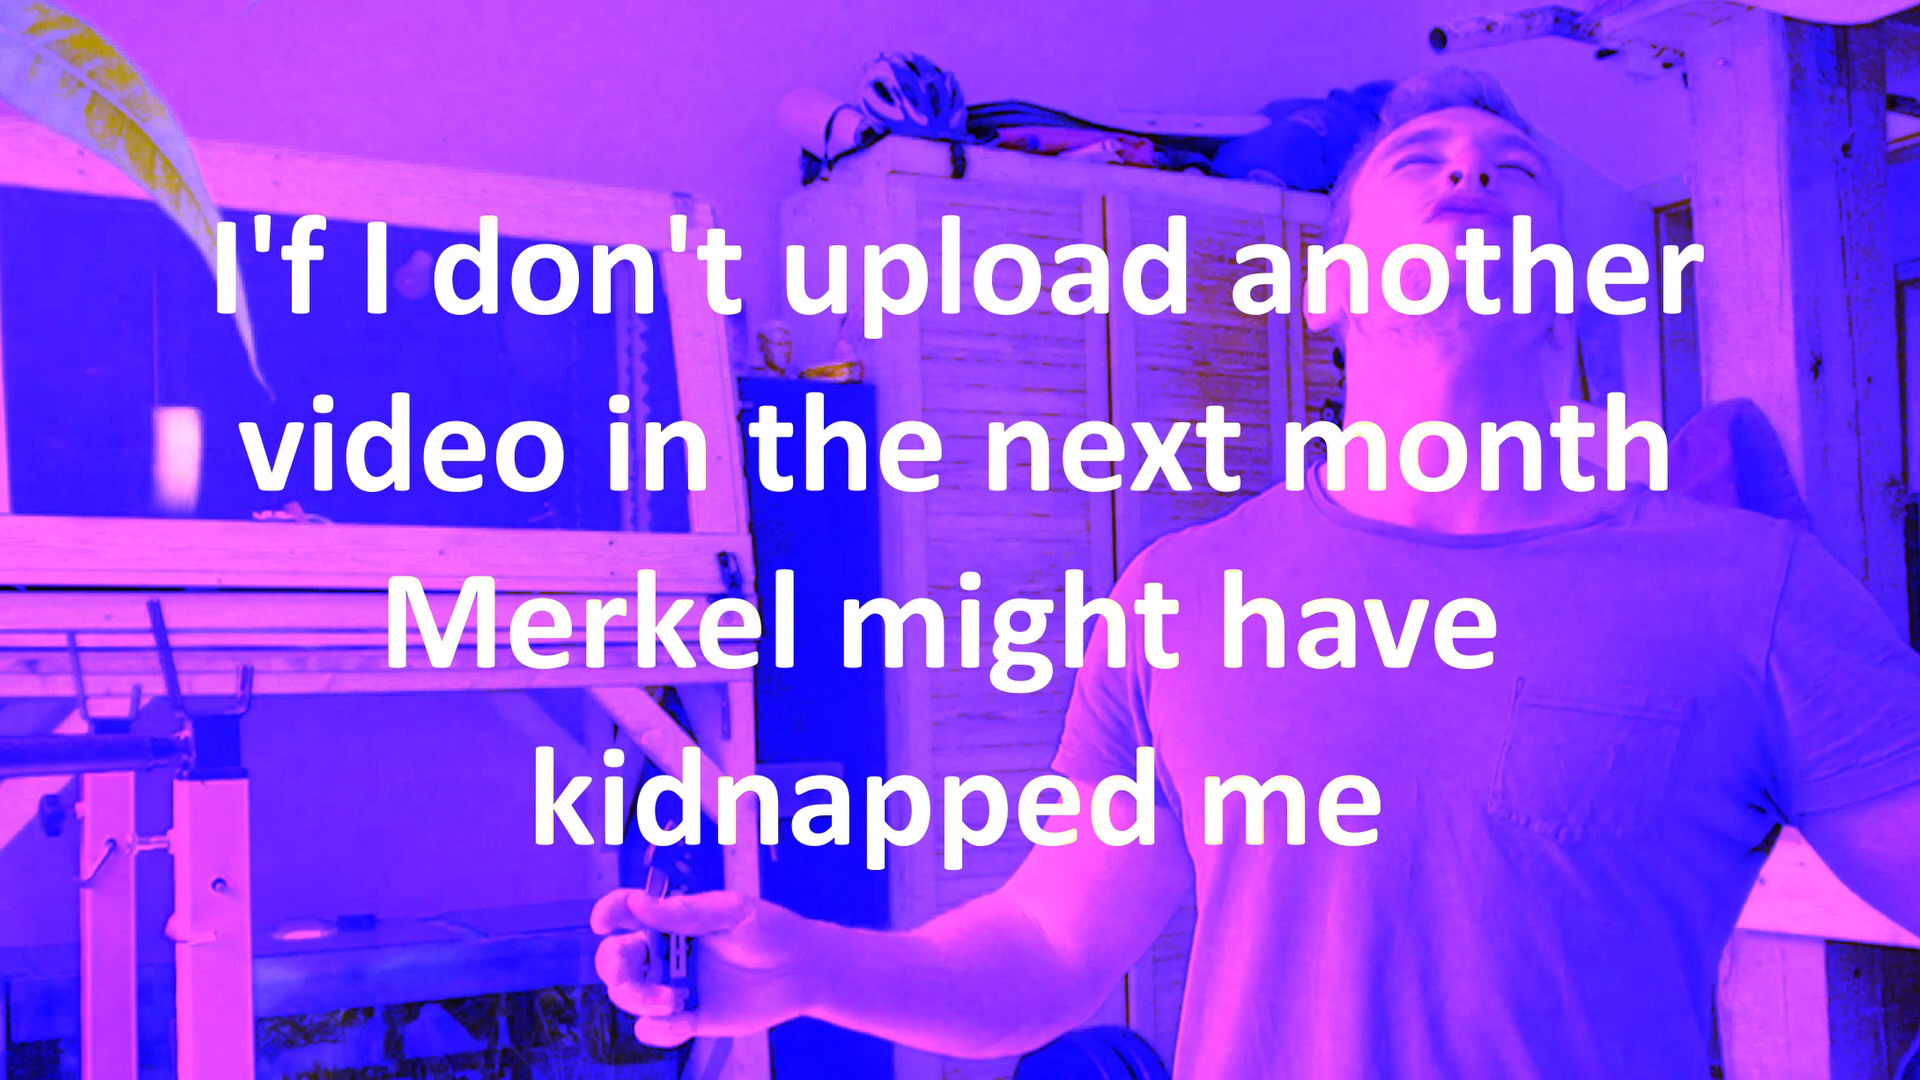 I'f I don't upload another
video in the next month
Merkel might have
kidnapped me